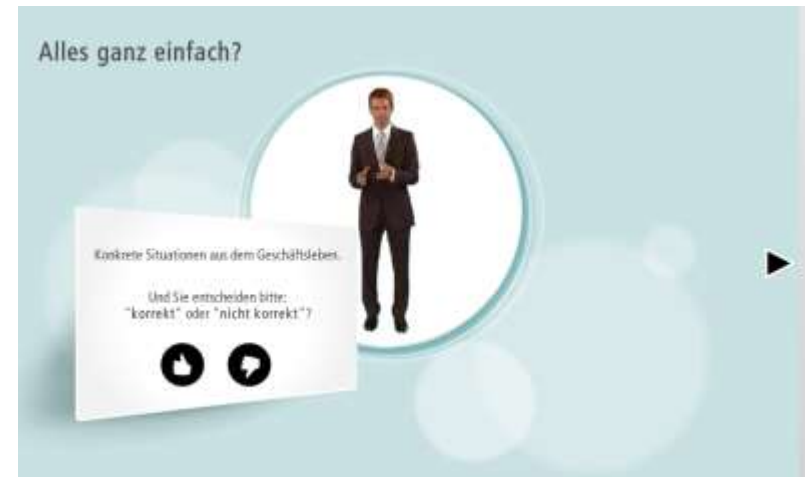 Alles ganz einfach?
Konkrete Situationen aus dem Geschäftsleben.
Und Sie entscheiden bitte:
"korrekt" oder "nicht korrekt"?